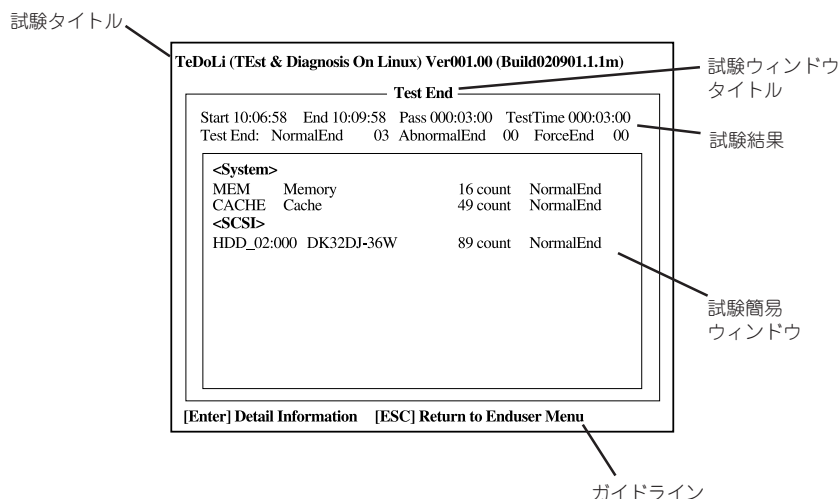 試験タイトル
TeDoLi (TEst & Diagnosis On Linux) Ver001.00 (Build020901.1.1m)
試験ウィンドウ
タイトル
Test End
Start 10:06:58 End 10:09:58 Pass 000:03:00 TestTime 000:03:00
Test End: NormalEnd 03 AbnormalEnd 00 ForceEnd 00
試験結果
<System>
MEM Memory 16 count NormalEnd
CACHE Cache 49 count NormalEnd
<SCSI>
HDD_02:000 DK32DJ-36W 89 count NormalEnd
試験簡易
ウィンドウ
[Enter] Detail Information [ESC] Return to Enduser Menu
ガイドライン